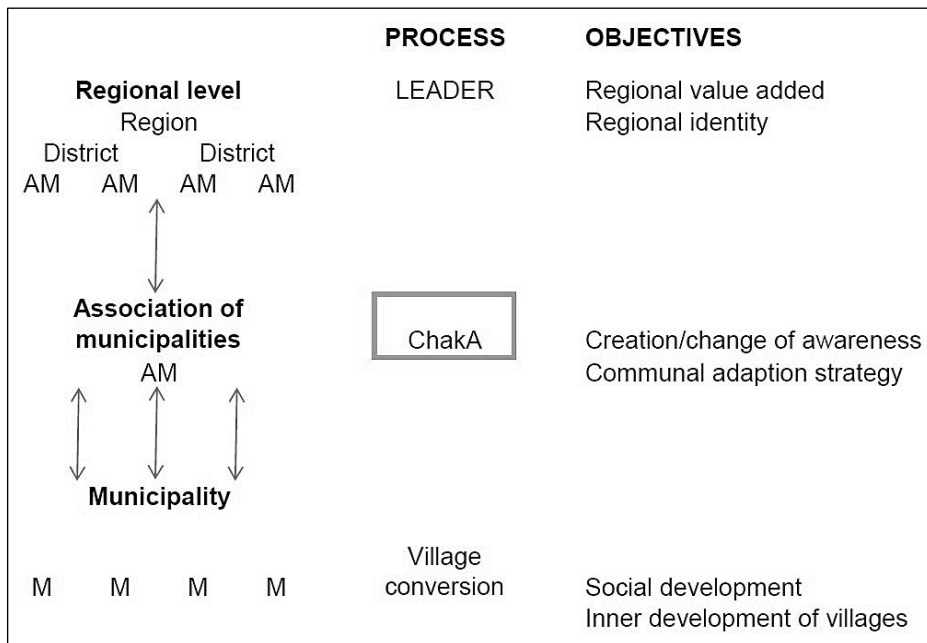 PROCESS OBJECTIVES
Regional level LEADER Regional value added
Region Regional identity
District District
AM AM AM AM
Association of
municipalities ChakA Creation/change of awareness
AM Communal adaption strategy
Municipality
Village
M M M M conversion Social development
Inner development of villages